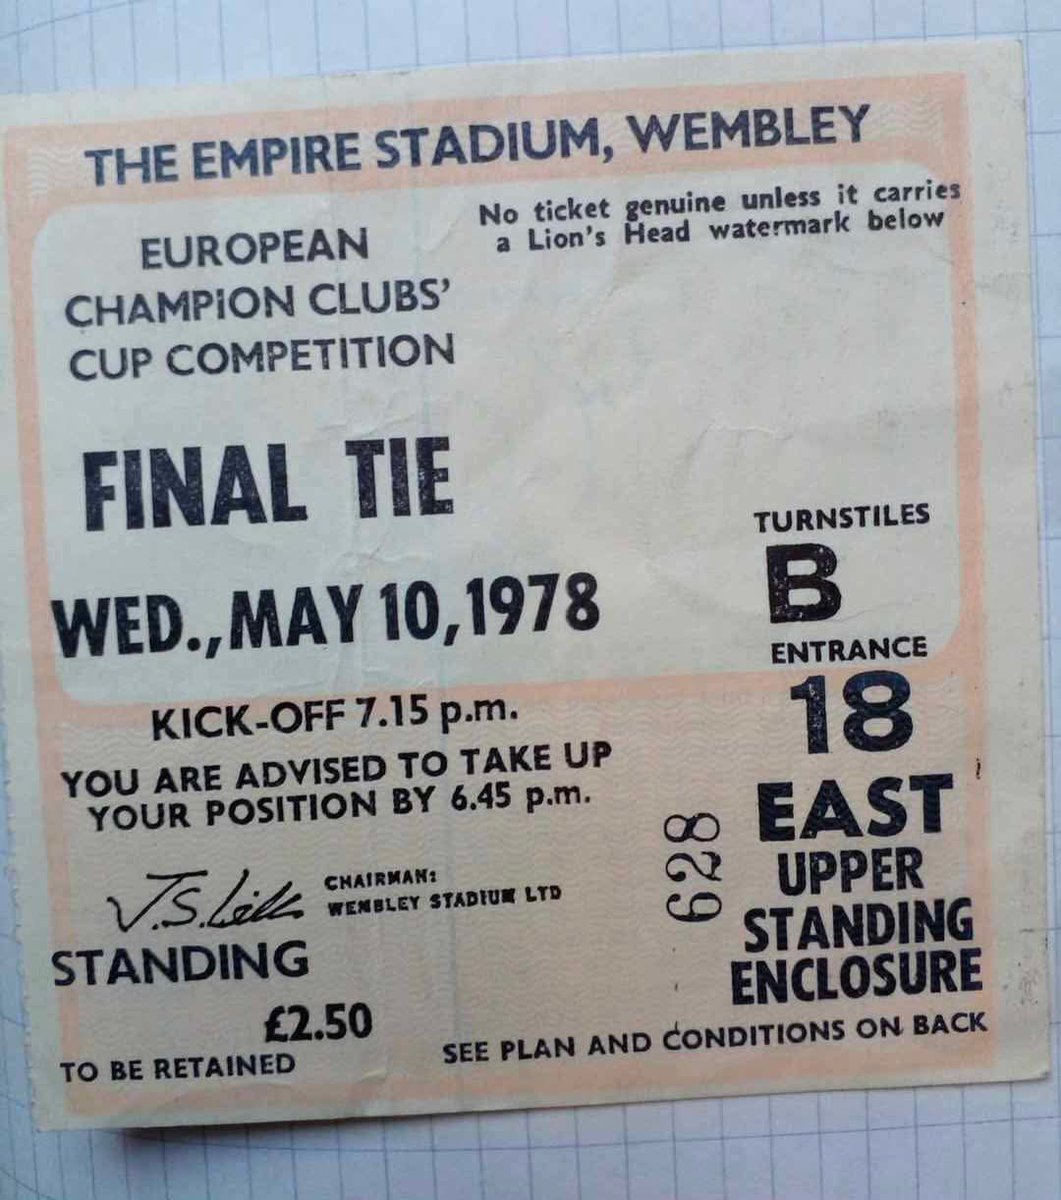 THE EMPIRE STADIUM, WEMBLEY
No ticket genuine unless it carries
a Lion's Head watermark below
EUROPEAN
CHAMPION CLUBS'
CUP COMPETITION
FINAL TIE
WED., MAY 10, 1978
TURNSTILES
B
ENTRANCE
18
EAST
UPPER
STANDING
ENCLOSURE
628
KICK-OFF 7.15 p.m.
YOU ARE ADVISED TO TAKE UP
YOUR POSITION BY 6.45 p.m.
CHAIRMAN:
WEMBLEY STADIUM LTD
STANDING
£2.50
TO BE RETAINED
SEE PLAN AND CONDITIONS ON BACK